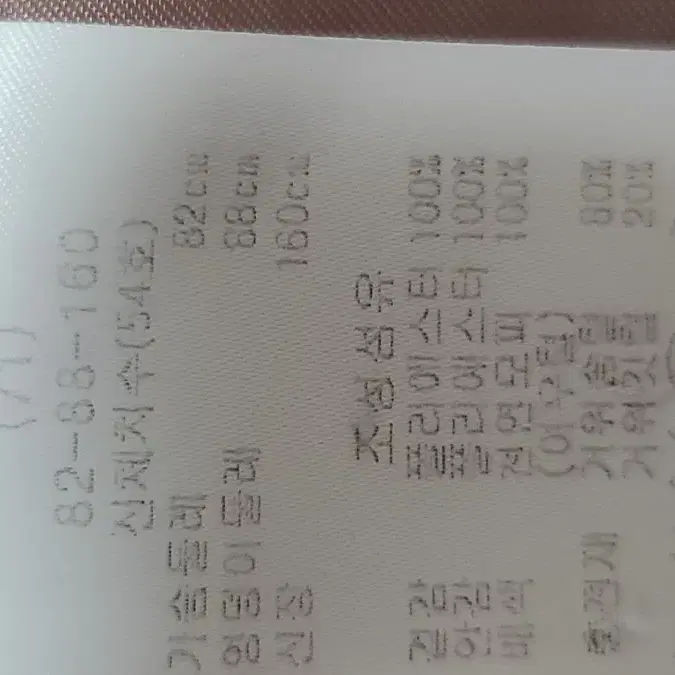 82-88-160
신체치수(54호)
가슴둘레 82cm
엉덩이둘레 88cm
신장 160cm
조성섬유
겉감 폴리에스터 100%
안감 폴리에스터 100%
배색 천연모피 100%
충전재 거위솜털 80%
거위깃털 20%